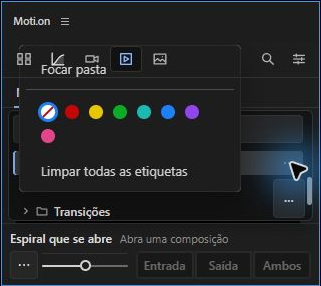 Moti.on
Focar pasta
Limpar todas as etiquetas
Transições
Espiral que se abre Abra uma composição
Entrada Saída Ambos